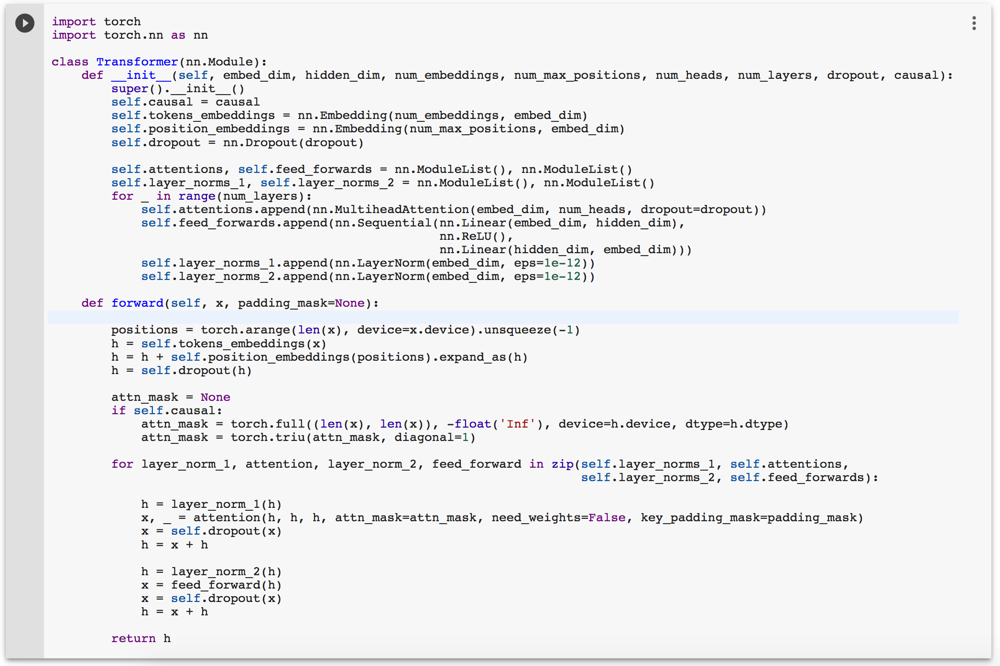 import torch
import torch.nn as nn

class Transformer(nn.Module):
    def __init__(self, embed_dim, hidden_dim, num_embeddings, num_max_positions, num_heads, num_layers, dropout, causal):
        super().__init__()
        self.causal = causal
        self.tokens_embeddings = nn.Embedding(num_embeddings, embed_dim)
        self.position_embeddings = nn.Embedding(num_max_positions, embed_dim)
        self.dropout = nn.Dropout(dropout)

        self.attentions, self.feed_forwards = nn.ModuleList(), nn.ModuleList()
        self.layer_norms_1, self.layer_norms_2 = nn.ModuleList(), nn.ModuleList()
        for _ in range(num_layers):
            self.attentions.append(nn.MultiheadAttention(embed_dim, num_heads, dropout=dropout))
            self.feed_forwards.append(nn.Sequential(nn.Linear(embed_dim, hidden_dim),
                                                    nn.ReLU(),
                                                    nn.Linear(hidden_dim, embed_dim)))
            self.layer_norms_1.append(nn.LayerNorm(embed_dim, eps=1e-12))
            self.layer_norms_2.append(nn.LayerNorm(embed_dim, eps=1e-12))

    def forward(self, x, padding_mask=None):

        positions = torch.arange(len(x), device=x.device).unsqueeze(-1)
        h = self.tokens_embeddings(x)
        h = h + self.position_embeddings(positions).expand_as(h)
        h = self.dropout(h)

        attn_mask = None
        if self.causal:
            attn_mask = torch.full((len(x), len(x)), -float('Inf'), device=h.device, dtype=h.dtype)
            attn_mask = torch.triu(attn_mask, diagonal=1)

        for layer_norm_1, attention, layer_norm_2, feed_forward in zip(self.layer_norms_1, self.attentions,
                                                                       self.layer_norms_2, self.feed_forwards):

            h = layer_norm_1(h)
            x, _ = attention(h, h, h, attn_mask=attn_mask, need_weights=False, key_padding_mask=padding_mask)
            x = self.dropout(x)
            h = x + h

            h = layer_norm_2(h)
            x = feed_forward(h)
            x = self.dropout(x)
            h = x + h

        return h